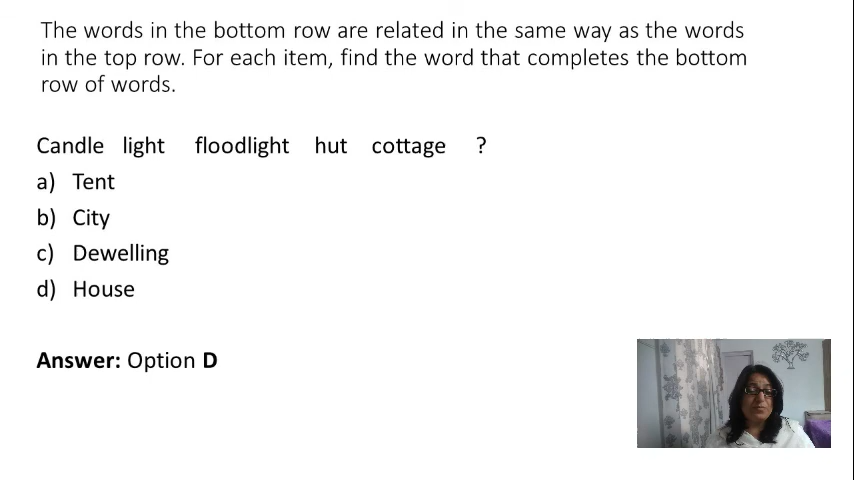 The words in the bottom row are related in the same way as the words
in the top row. For each item, find the word that completes the bottom
row of words.
Candle light floodlight hut cottage ?
a) Tent
b) City
c) Dewelling
d) House
Answer: Option D